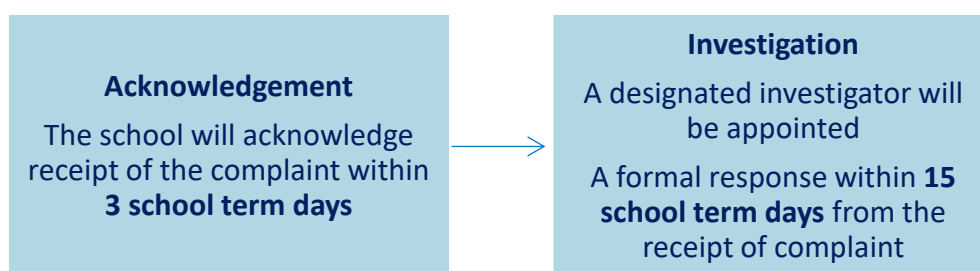 Acknowledgement
The school will acknowledge
receipt of the complaint within
3 school term days
Investigation
A designated investigator will
be appointed
A formal response within 15
school term days from the
receipt of complaint